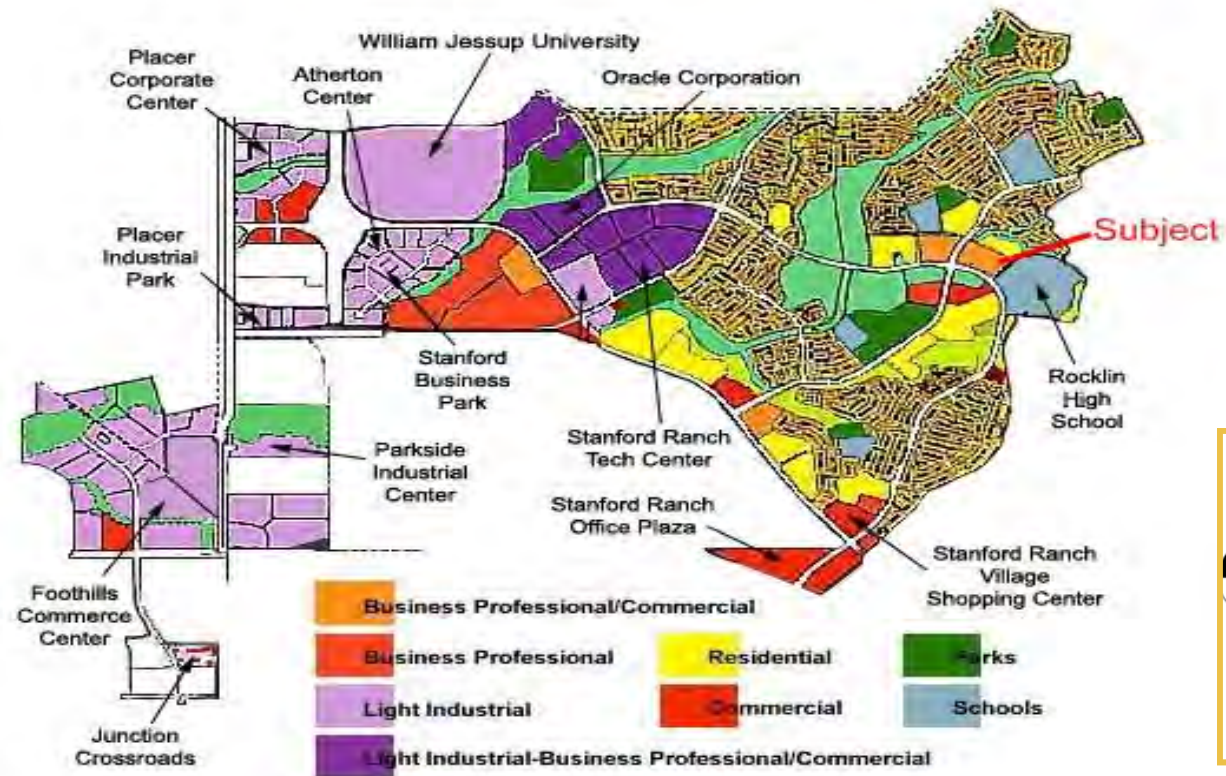 William Jessup University
Placer
Corporate
Center
Atherton
Center
Oracle Corporation
Subject
Placer
Industrial
Park
Stanford
Business
Park
Rocklin
High
School
Parkside
Industrial
Center
Stanford Ranch
Tech Center
Stanford Ranch
Office Plaza
Stanford Ranch
Village
Shopping Center
Foothills
Commerce
Center
Junction
Crossroads
Business Professional/Commercial
Business Professional
Residential
Parks
Light Industrial
Commercial
Schools
Light Industrial-Business Professional/Commercial